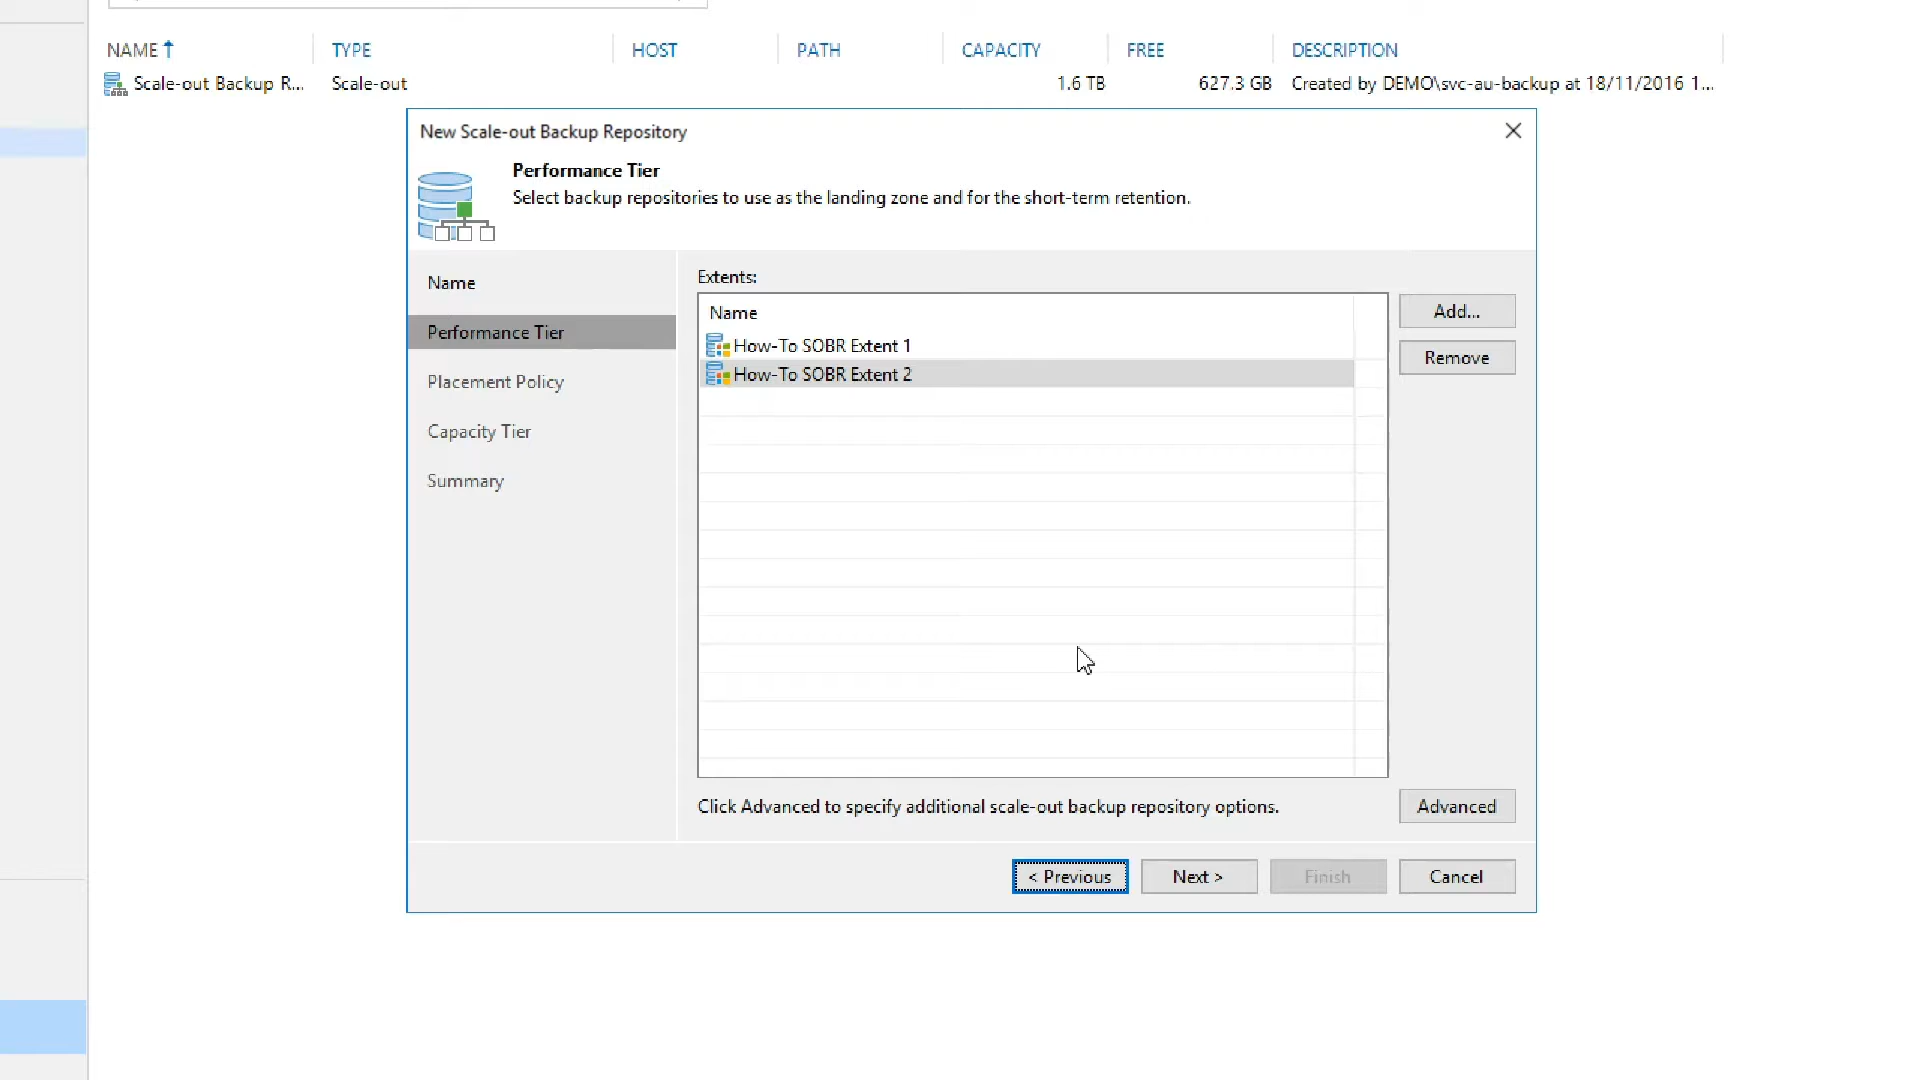 NAME TYPE HOST PATH CAPACITY FREE DESCRIPTION
Scale-out Backup R... Scale-out 1.6 TB 627.3 GB Created by DEMO\svc-au-backup at 18/11/2016 1...
New Scale-out Backup Repository
Performance Tier
Select backup repositories to use as the landing zone and for the short-term retention.
Name
Performance Tier
Placement Policy
Capacity Tier
Summary
Extents:
Name
How-To SOBR Extent 1
How-To SOBR Extent 2
Add...
Remove
Click Advanced to specify additional scale-out backup repository options.
Advanced
< Previous
Next >
Finish
Cancel